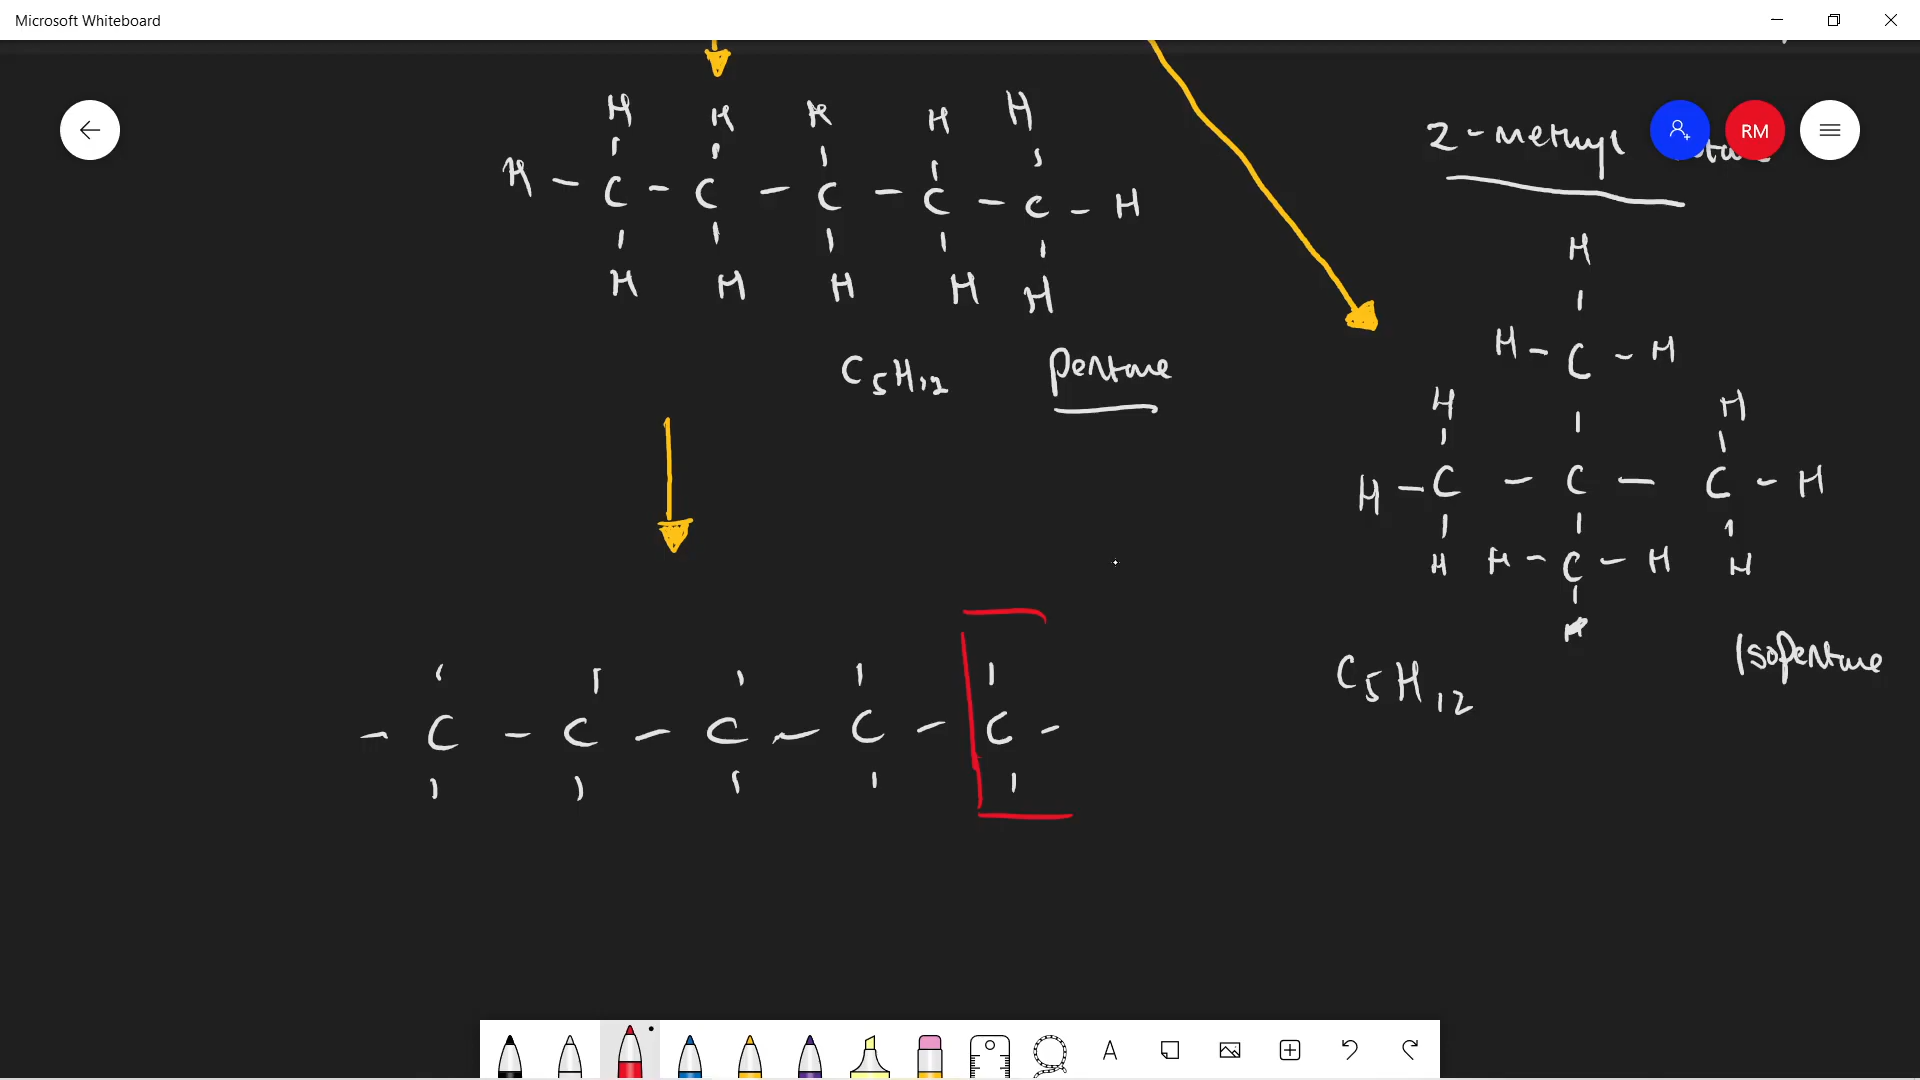 Microsoft Whiteboard
H H H H H
H - C - C - C - C - C - H
H H H H H
C5H12 Pentane
2-methyl
RM
H
H - C - H
H H
H - C - C - C - H
H H - C - H H
H
C5H12
Isopentane
- C - C - C - C - C -
A